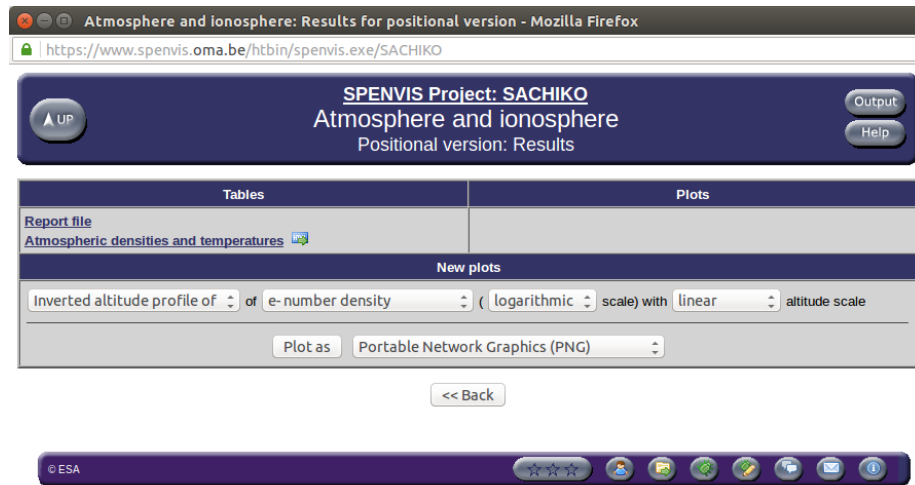 Atmosphere and ionosphere: Results for positional version - Mozilla Firefox
https://www.spenvis.oma.be/htbin/spenvis.exe/SACHIKO
SPENVIS Project: SACHIKO
UP
Atmosphere and ionosphere
Positional version: Results
Output
Help
Tables
Plots
Report file
Atmospheric densities and temperatures
New plots
Inverted altitude profile of of e- number density ( logarithmic scale) with linear altitude scale
Plot as Portable Network Graphics (PNG)
<< Back
© ESA